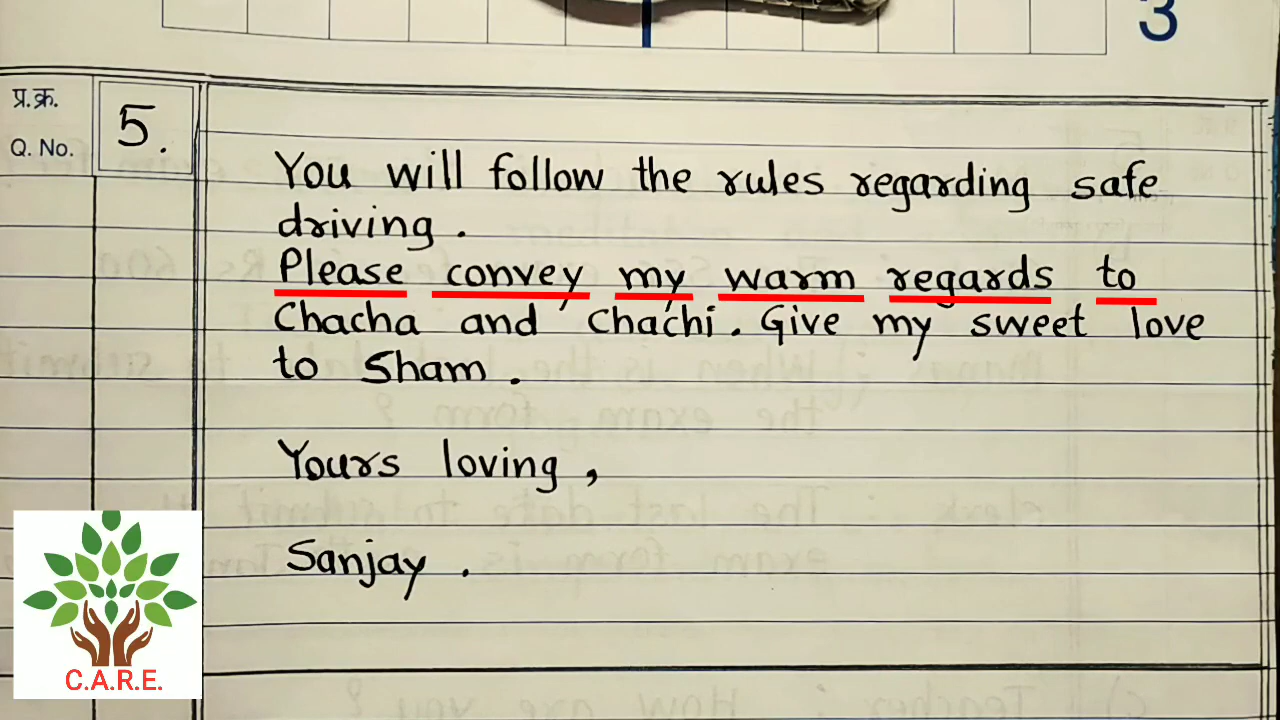 3
प्र.क्र.
Q. No.
5.
You will follow the rules regarding safe
driving.
Please convey my warm regards to
Chacha and Chachi. Give my sweet love
to Sham.
Yours loving,
Sanjay.
C.A.R.E.